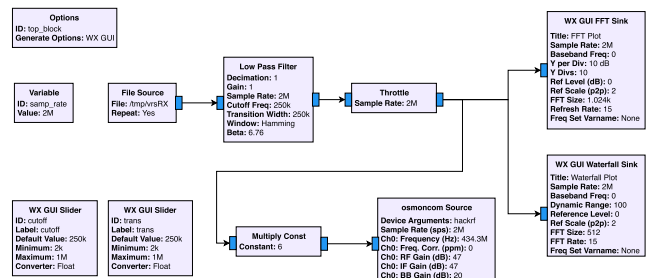 Options
ID: top_block
Generate Options: WX GUI
Variable
ID: samp_rate
Value: 2M
File Source
File: /tmp/vrsRX
Repeat: Yes
Low Pass Filter
Decimation: 1
Gain: 1
Sample Rate: 2M
Cutoff Freq: 250k
Transition Width: 250k
Window: Hamming
Beta: 6.76
Throttle
Sample Rate: 2M
WX GUI FFT Sink
Title: FFT Plot
Sample Rate: 2M
Baseband Freq: 0
Y per Div: 10 dB
Y Divs: 10
Ref Level (dB): 0
Ref Scale (p2p): 2
FFT Size: 1.024k
Refresh Rate: 15
Freq Set Varname: None
WX GUI Waterfall Sink
Title: Waterfall Plot
Sample Rate: 2M
Baseband Freq: 0
Dynamic Range: 100
Reference Level: 0
Ref Scale (p2p): 2
FFT Size: 512
FFT Rate: 15
Freq Set Varname: None
WX GUI Slider
ID: cutoff
Label: cutoff
Default Value: 250k
Minimum: 2k
Maximum: 1M
Converter: Float
WX GUI Slider
ID: trans
Label: trans
Default Value: 250k
Minimum: 2k
Maximum: 1M
Converter: Float
Multiply Const
Constant: 6
osmoncom Source
Device Arguments: hackrf
Sample Rate (sps): 2M
Ch0: Frequency (Hz): 434.3M
Ch0: Freq. Corr. (ppm): 0
Ch0: RF Gain (dB): 47
Ch0: IF Gain (dB): 47
Ch0: BB Gain (dB): 20